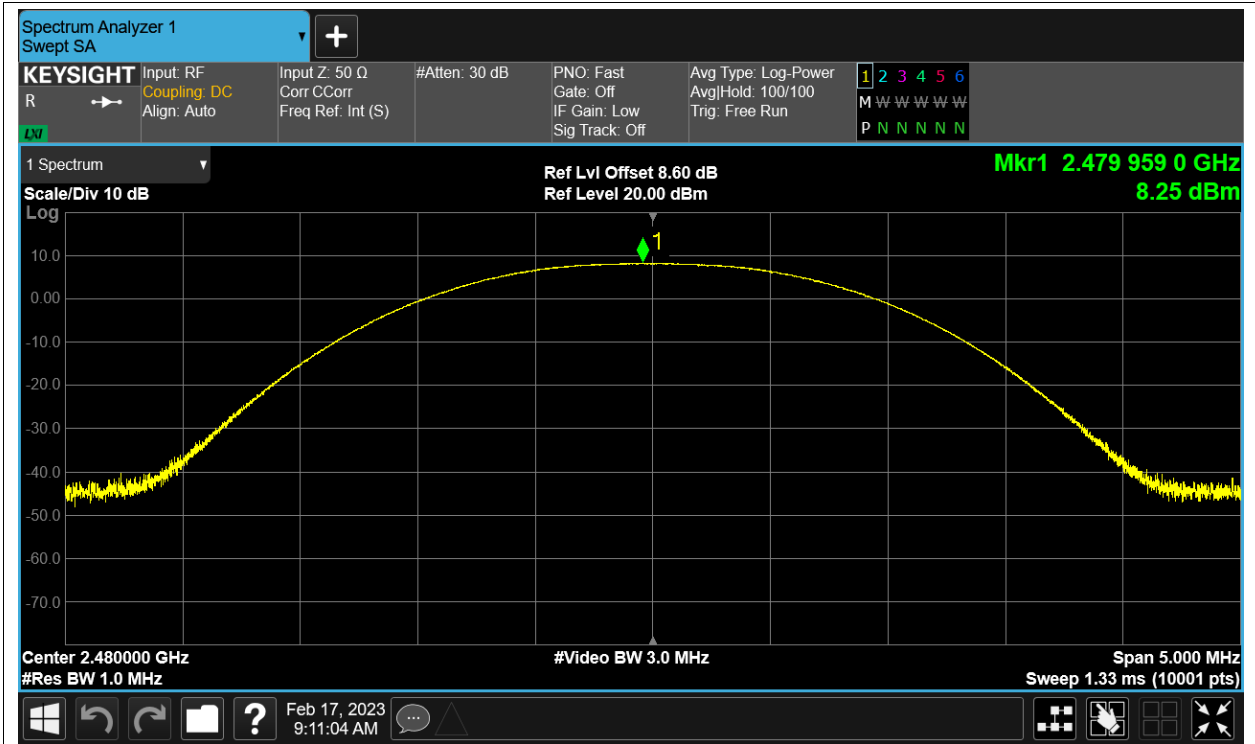 Spectrum Analyzer 1
Swept SA
KEYSIGHT
R
LXI
Input: RF
Coupling: DC
Align: Auto
Input Z: 50 Ω
Corr CCorr
Freq Ref: Int (S)
#Atten: 30 dB
PNO: Fast
Gate: Off
IF Gain: Low
Sig Track: Off
Avg Type: Log-Power
Avg|Hold: 100/100
Trig: Free Run
1 2 3 4 5 6
M W W W W W
P N N N N N
1 Spectrum
Scale/Div 10 dB
Log
Ref Lvl Offset 8.60 dB
Ref Level 20.00 dBm
Mkr1 2.479 959 0 GHz
8.25 dBm
1
10.0
0.00
-10.0
-20.0
-30.0
-40.0
-50.0
-60.0
-70.0
Center 2.480000 GHz
#Res BW 1.0 MHz
#Video BW 3.0 MHz
Span 5.000 MHz
Sweep 1.33 ms (10001 pts)
?
Feb 17, 2023
9:11:04 AM